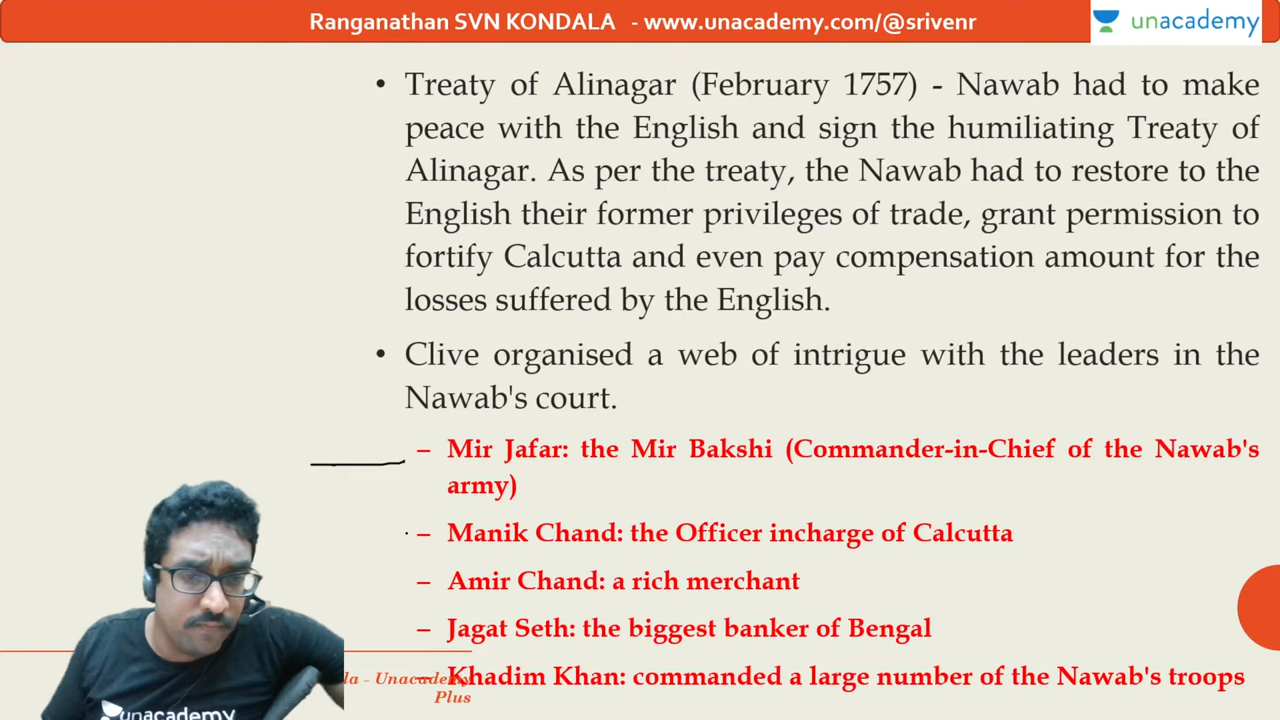 Ranganathan SVN KONDALA - www.unacademy.com/@srivenr
unacademy
• Treaty of Alinagar (February 1757) - Nawab had to make
peace with the English and sign the humiliating Treaty of
Alinagar. As per the treaty, the Nawab had to restore to the
English their former privileges of trade, grant permission to
fortify Calcutta and even pay compensation amount for the
losses suffered by the English.
• Clive organised a web of intrigue with the leaders in the
Nawab's court.
– Mir Jafar: the Mir Bakshi (Commander-in-Chief of the Nawab's
army)
– Manik Chand: the Officer incharge of Calcutta
– Amir Chand: a rich merchant
– Jagat Seth: the biggest banker of Bengal
– Khadim Khan: commanded a large number of the Nawab's troops
la - Unacademy
Plus
unacademy